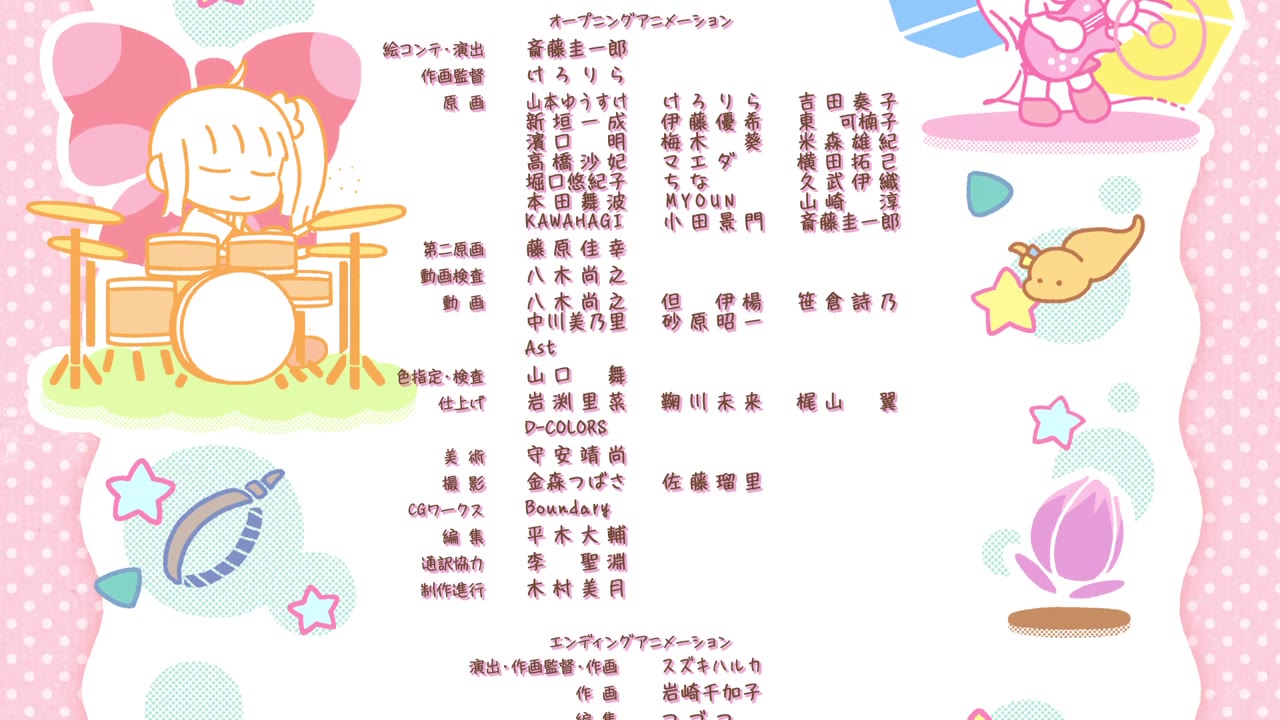 オープニングアニメーション
絵コンテ・演出 斎藤圭一郎
作画監督 けろりら
原画 山本ゆうすけ けろりら 吉田奏子
新垣一成 伊藤優希 東可楠子
濱口明 梅木葵 米森雄紀
高橋沙妃 マエダ 横田拓己
堀口悠紀子 ちな 久武伊織
本田舞波 MYOUN 山崎淳
KAWAHAGI 小田景門 斎藤圭一郎
第二原画 藤原佳幸
動画検査 八木尚之
動画 八木尚之 但伊楊 笹倉詩乃
中川美乃里 砂原昭一
Ast
色指定・検査 山口舞
仕上げ 岩渕里菜 鞠川未来 梶山翼
D-COLORS
美術 守安靖尚
撮影 金森つばさ 佐藤瑠里
CGワークス Boundary
編集 平木大輔
通訳協力 李聖淵
制作進行 木村美月
エンディングアニメーション
演出・作画監督・作画 スズキハルカ
作画 岩崎千加子
編集